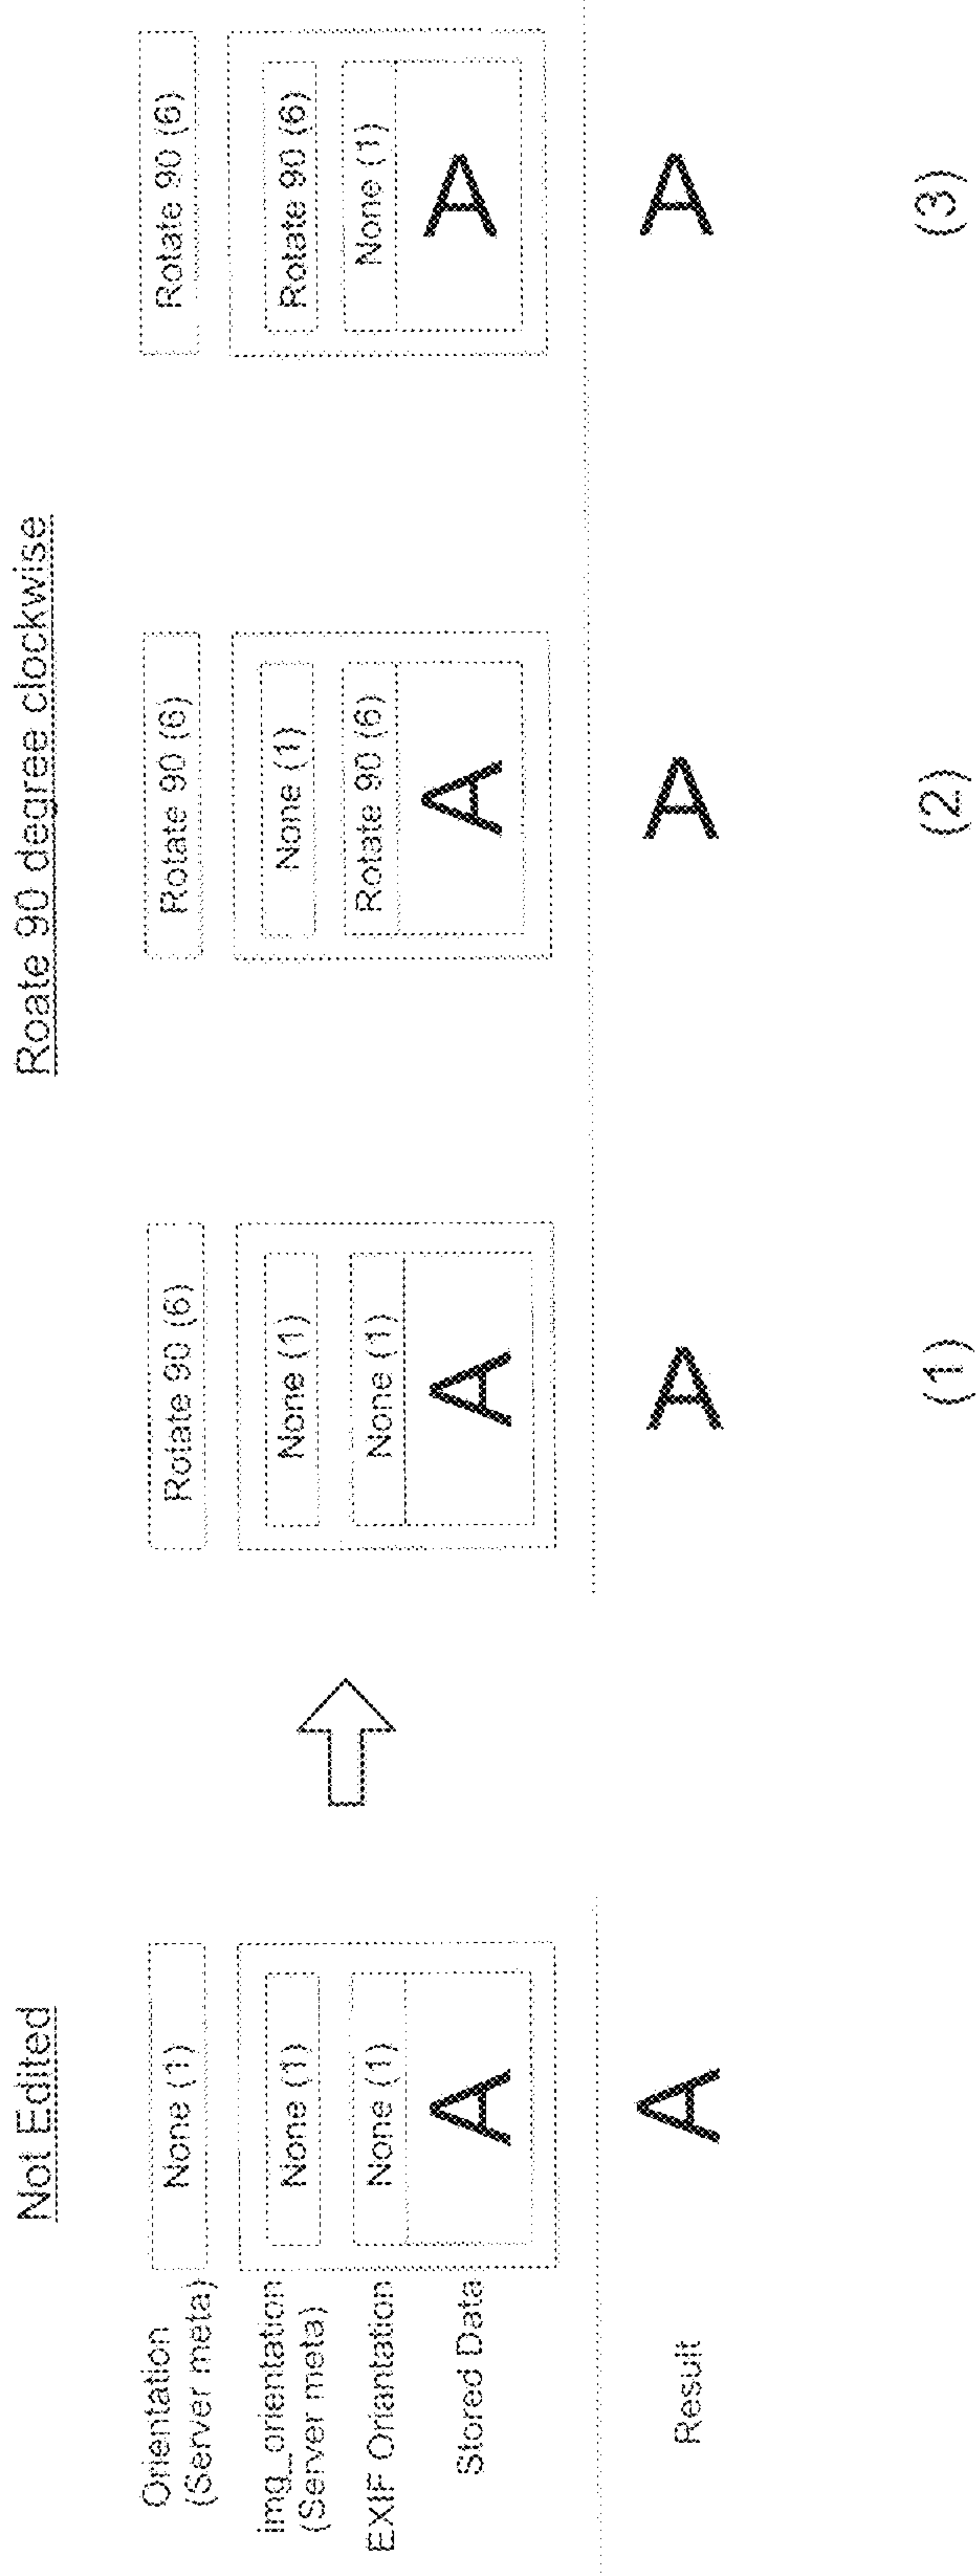 Not Edited
Roate 90 degree clockwise
Orientation
(Server meta)
None (1)
Rotate 90 (6)
Rotate 90 (6)
Rotate 90 (6)
img_orientation
(Server meta)
None (1)
None (1)
None (1)
Rotate 90 (6)
EXIF Oriantation
None (1)
None (1)
Rotate 90 (6)
None (1)
Stored Data
A
A
A
A
Result
A
A
A
A
(1)
(2)
(3)